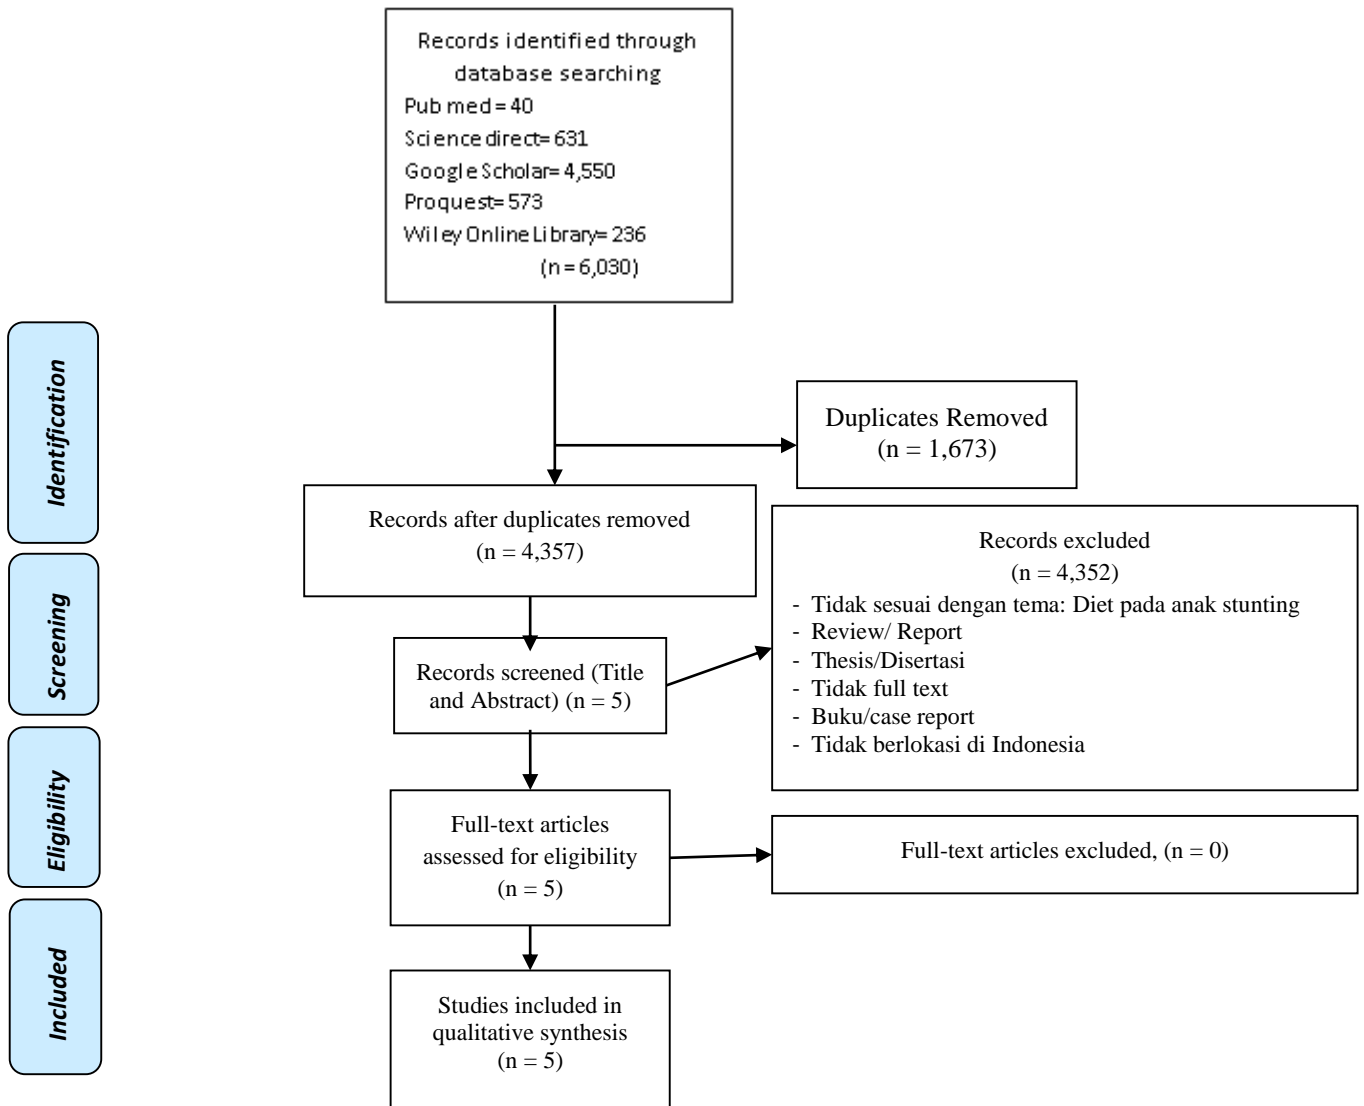 Records identified through
database searching
Pubmed = 40
Sciencedirect= 631
Google Scholar= 4,550
Proquest= 573
Wiley Online Library= 236
(n = 6,030)
Identification
Duplicates Removed
(n = 1,673)
Records after duplicates removed
(n = 4,357)
Records excluded
(n = 4,352)
- Tidak sesuai dengan tema: Diet pada anak stunting
- Review/ Report
- Thesis/Disertasi
- Tidak full text
- Buku/case report
- Tidak berlokasi di Indonesia
Screening
Records screened (Title
and Abstract) (n = 5)
Eligibility
Full-text articles
assessed for eligibility
(n = 5)
Full-text articles excluded, (n = 0)
Included
Studies included in
qualitative synthesis
(n = 5)